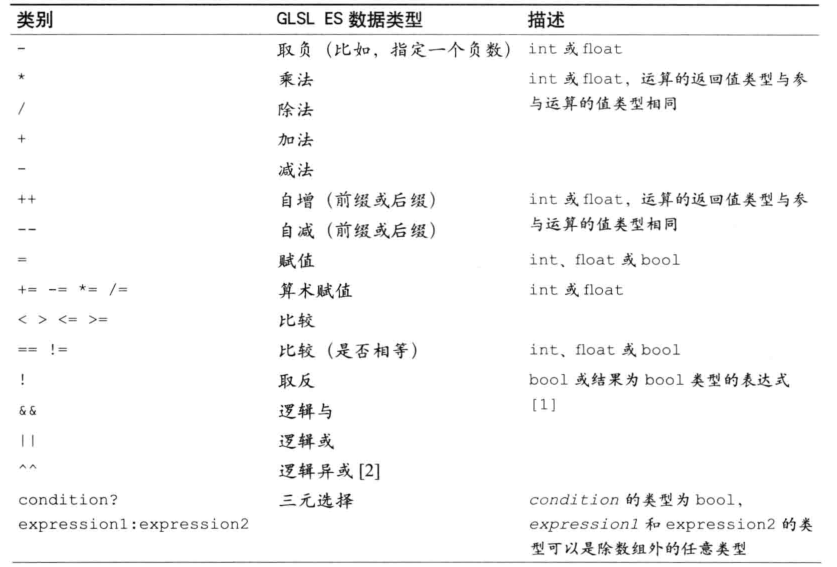 类别 GLSL ES 数据类型 描述
- 取负（比如，指定一个负数） int 或 float
* 乘法 int 或 float，运算的返回值类型与参
/ 除法 与运算的值类型相同
+ 加法
- 减法
++ 自增（前缀或后缀） int 或 float，运算的返回值类型与参
-- 自减（前缀或后缀） 与运算的值类型相同
= 赋值 int、float 或 bool
+= -= *= /= 算术赋值 int 或 float
< > <= >= 比较
== != 比较（是否相等） int、float 或 bool
! 取反 bool 或结果为 bool 类型的表达式
&& 逻辑与 [1]
|| 逻辑或
^^ 逻辑异或 [2]
condition? 三元选择 condition 的类型为 bool，
expression1:expression2 expression1 和 expression2 的类
型可以是除数组外的任意类型